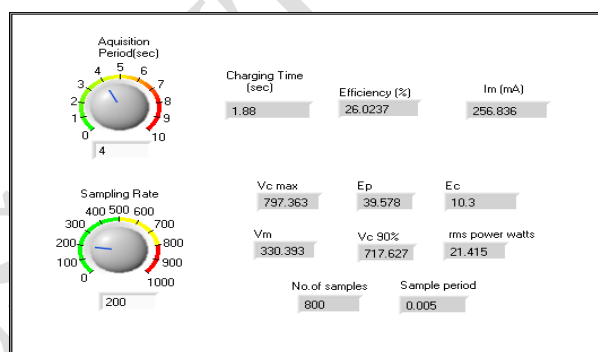 Aquisition
Period(sec)
0 1 2 3 4 5 6 7 8 9 10
4
Charging Time
(sec)
1.88
Efficiency (%)
26.0237
Im (mA)
256.836
Sampling Rate
0 100 200 300 400 500 600 700 800 900 1000
200
Vc max
797.363
Ep
39.578
Ec
10.3
Vm
330.393
Vc 90%
717.627
rms power watts
21.415
No.of samples
800
Sample period
0.005